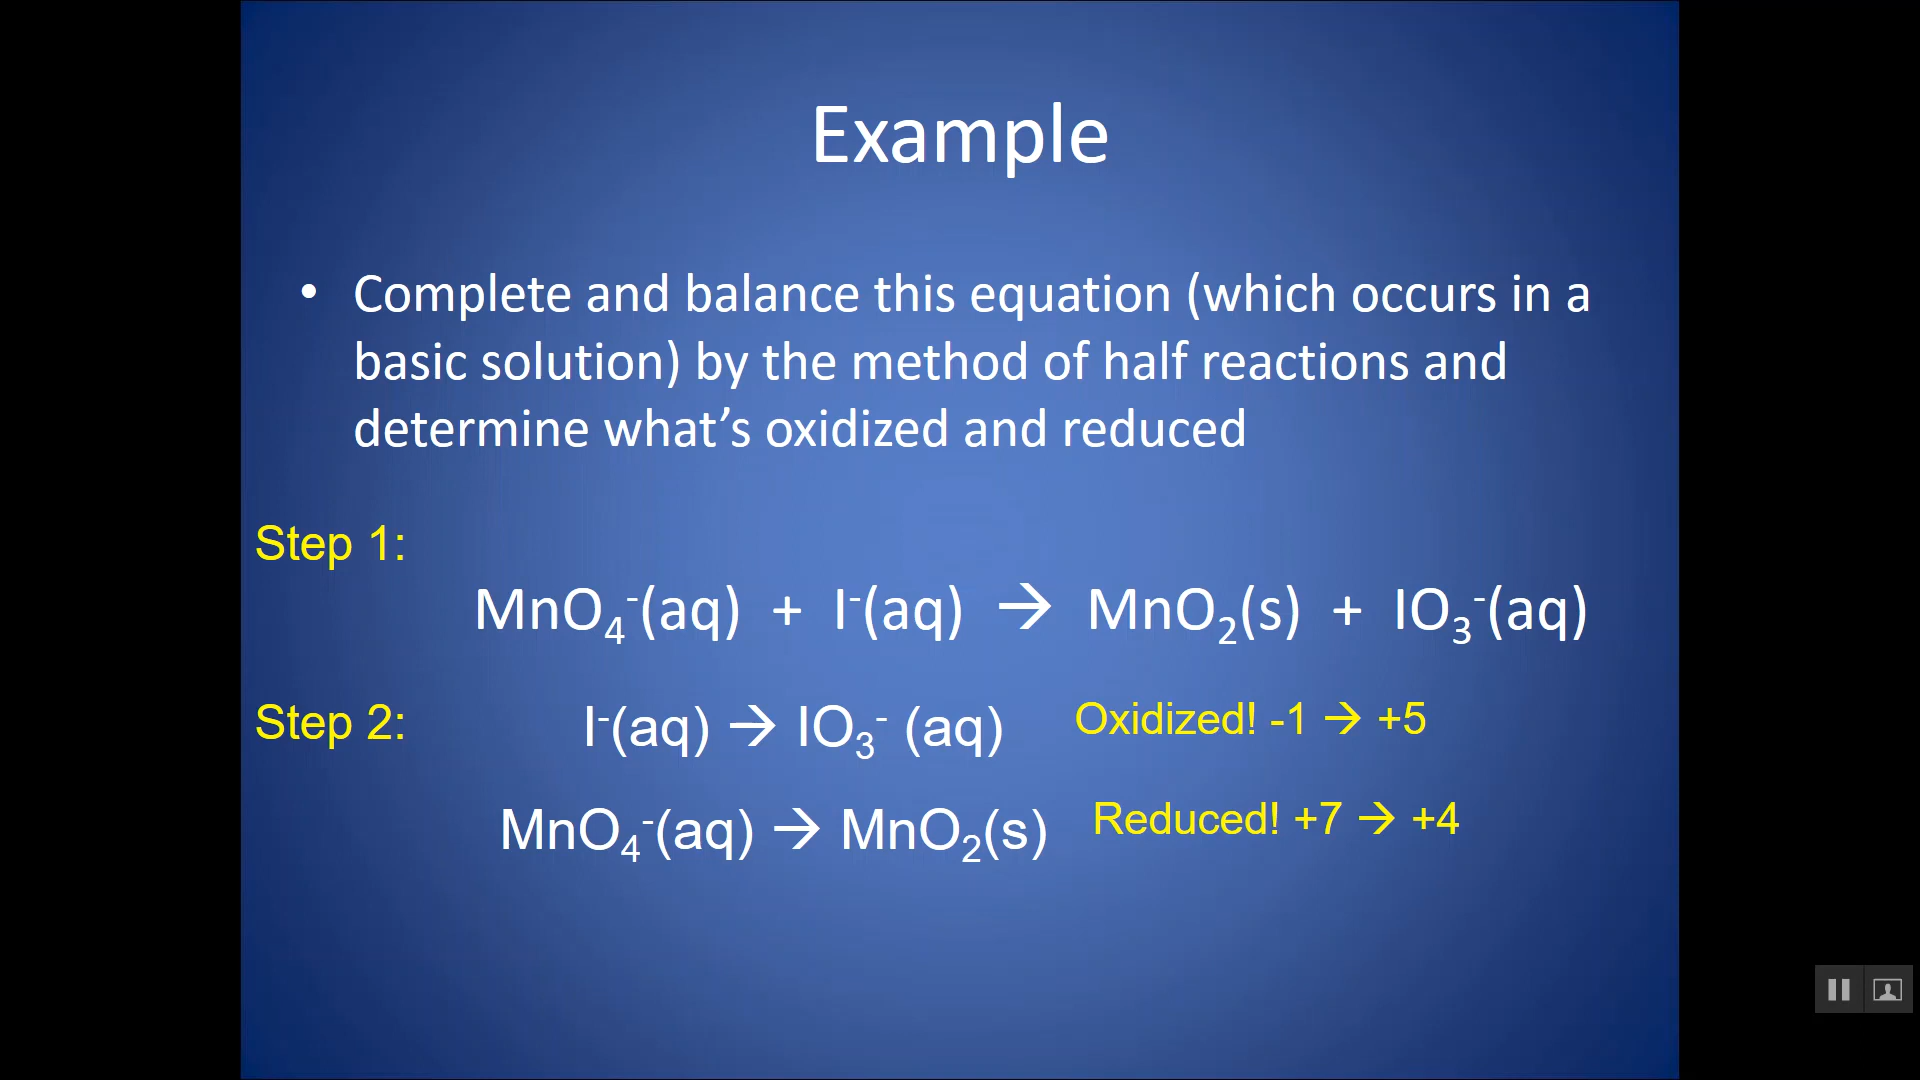 Example
• Complete and balance this equation (which occurs in a
basic solution) by the method of half reactions and
determine what’s oxidized and reduced
Step 1:
MnO₄⁻(aq) + I⁻(aq) → MnO₂(s) + IO₃⁻(aq)
Step 2: I⁻(aq) → IO₃⁻ (aq) Oxidized! -1 → +5
MnO₄⁻(aq) → MnO₂(s) Reduced! +7 → +4